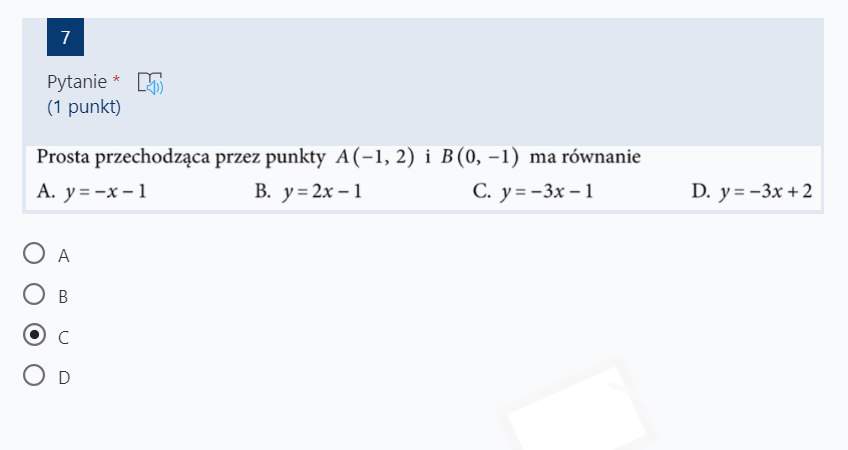 7
Pytanie *
(1 punkt)
Prosta przechodząca przez punkty A(−1, 2) i B(0, −1) ma równanie
A. y = −x − 1 B. y = 2x − 1 C. y = −3x − 1 D. y = −3x + 2
A
B
C
D